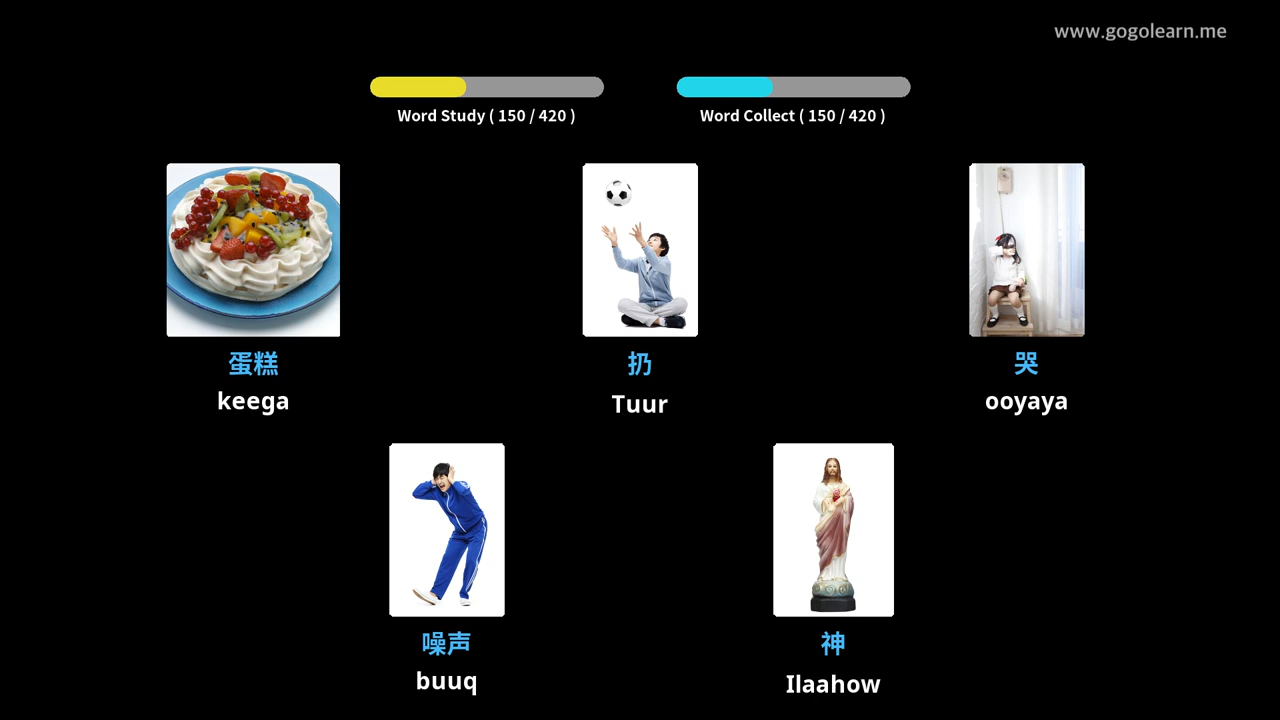 www.gogolearn.me
Word Study ( 150 / 420 )
Word Collect ( 150 / 420 )
蛋糕
keega
扔
Tuur
哭
ooyaya
噪声
buuq
神
Ilaahow